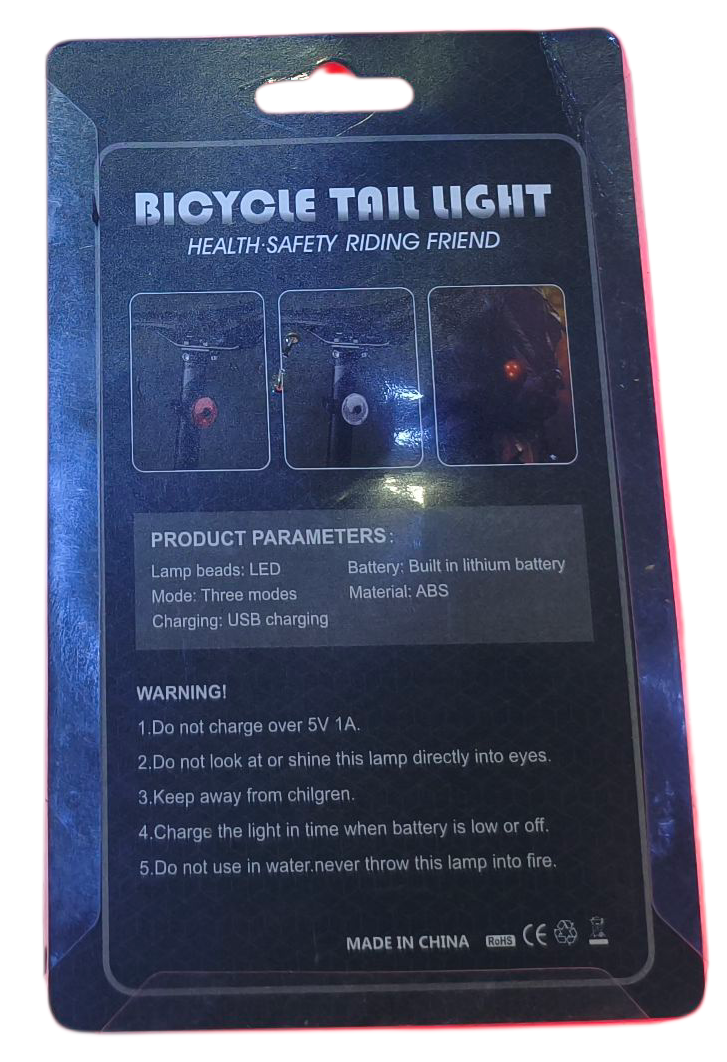 BICYCLE TAIL LIGHT
HEALTH·SAFETY RIDING FRIEND
PRODUCT PARAMETERS:
Lamp beads: LED
Battery: Built in lithium battery
Mode: Three modes
Material: ABS
Charging: USB charging
WARNING!
1.Do not charge over 5V 1A.
2.Do not look at or shine this lamp directly into eyes.
3.Keep away from chilgren.
4.Charge the light in time when battery is low or off.
5.Do not use in water.never throw this lamp into fire.
MADE IN CHINA RoHS CE